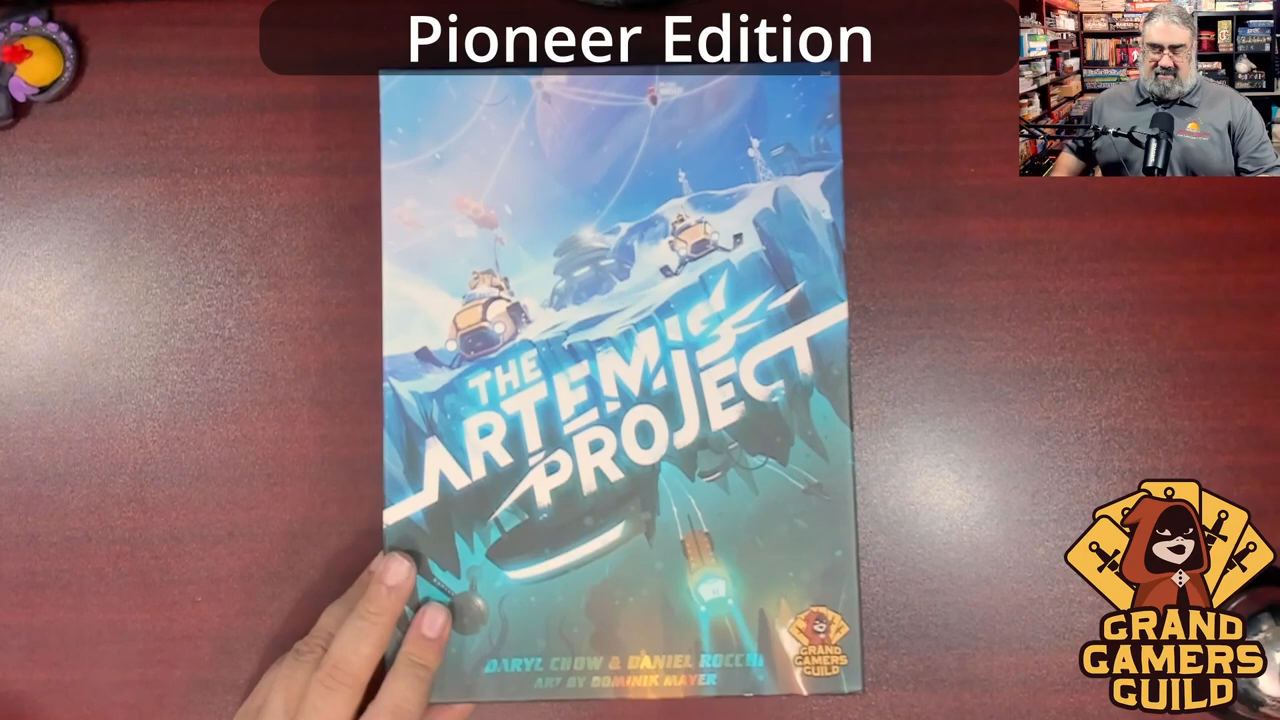 Pioneer Edition
THE
ARTEMIS
PROJECT
DARYL CHOW & DANIEL ROCCHI
ART BY DOMINIK MAYER
GRAND
GAMERS
GUILD
GRAND
GAMERS
GUILD